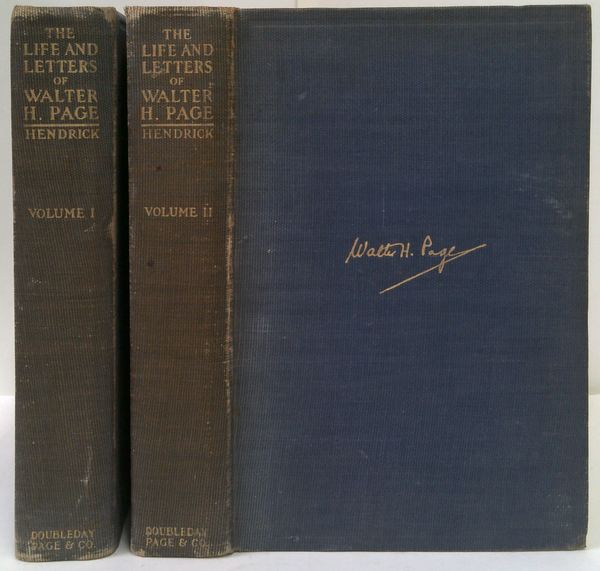 THE
LIFE AND
LETTERS
OF
WALTER
H. PAGE
HENDRICK
VOLUME I
DOUBLEDAY
PAGE & CO.
THE
LIFE AND
LETTERS
OF
WALTER
H. PAGE
HENDRICK
VOLUME II
DOUBLEDAY
PAGE & CO.
Walter H. Page